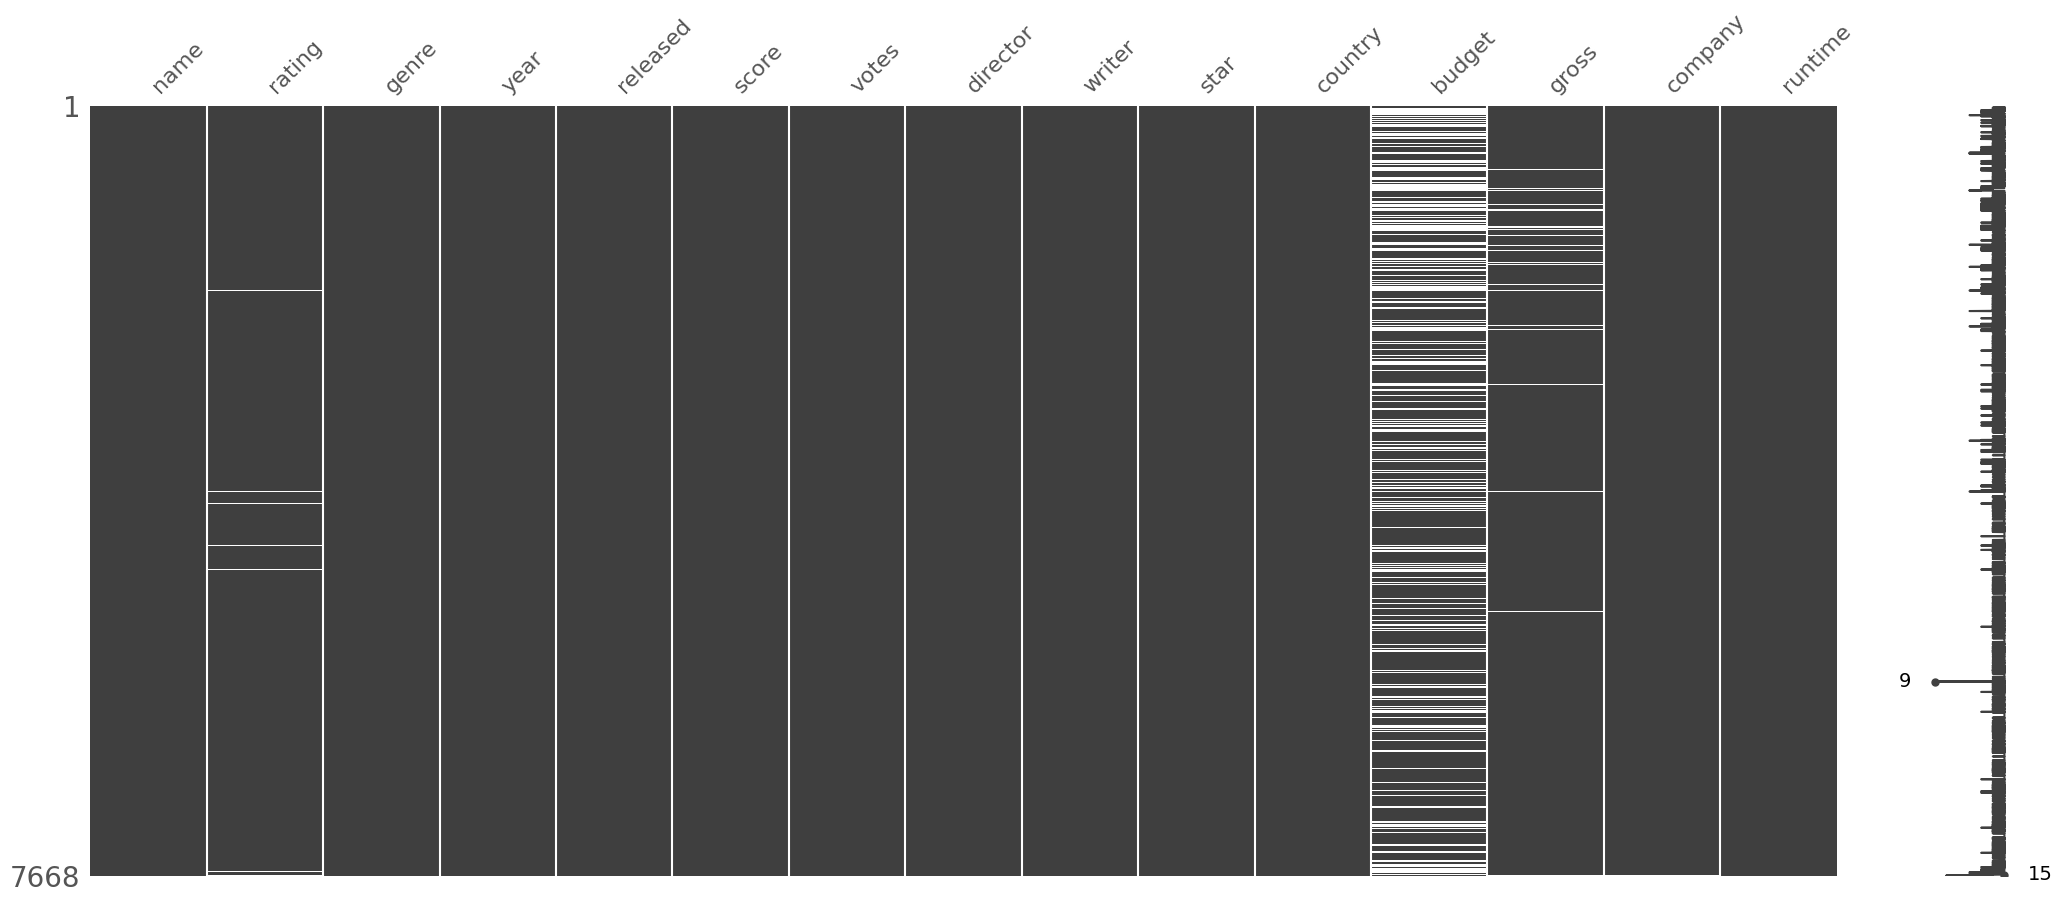 name rating genre year released score votes director writer star country budget gross company runtime
1
9
7668
15